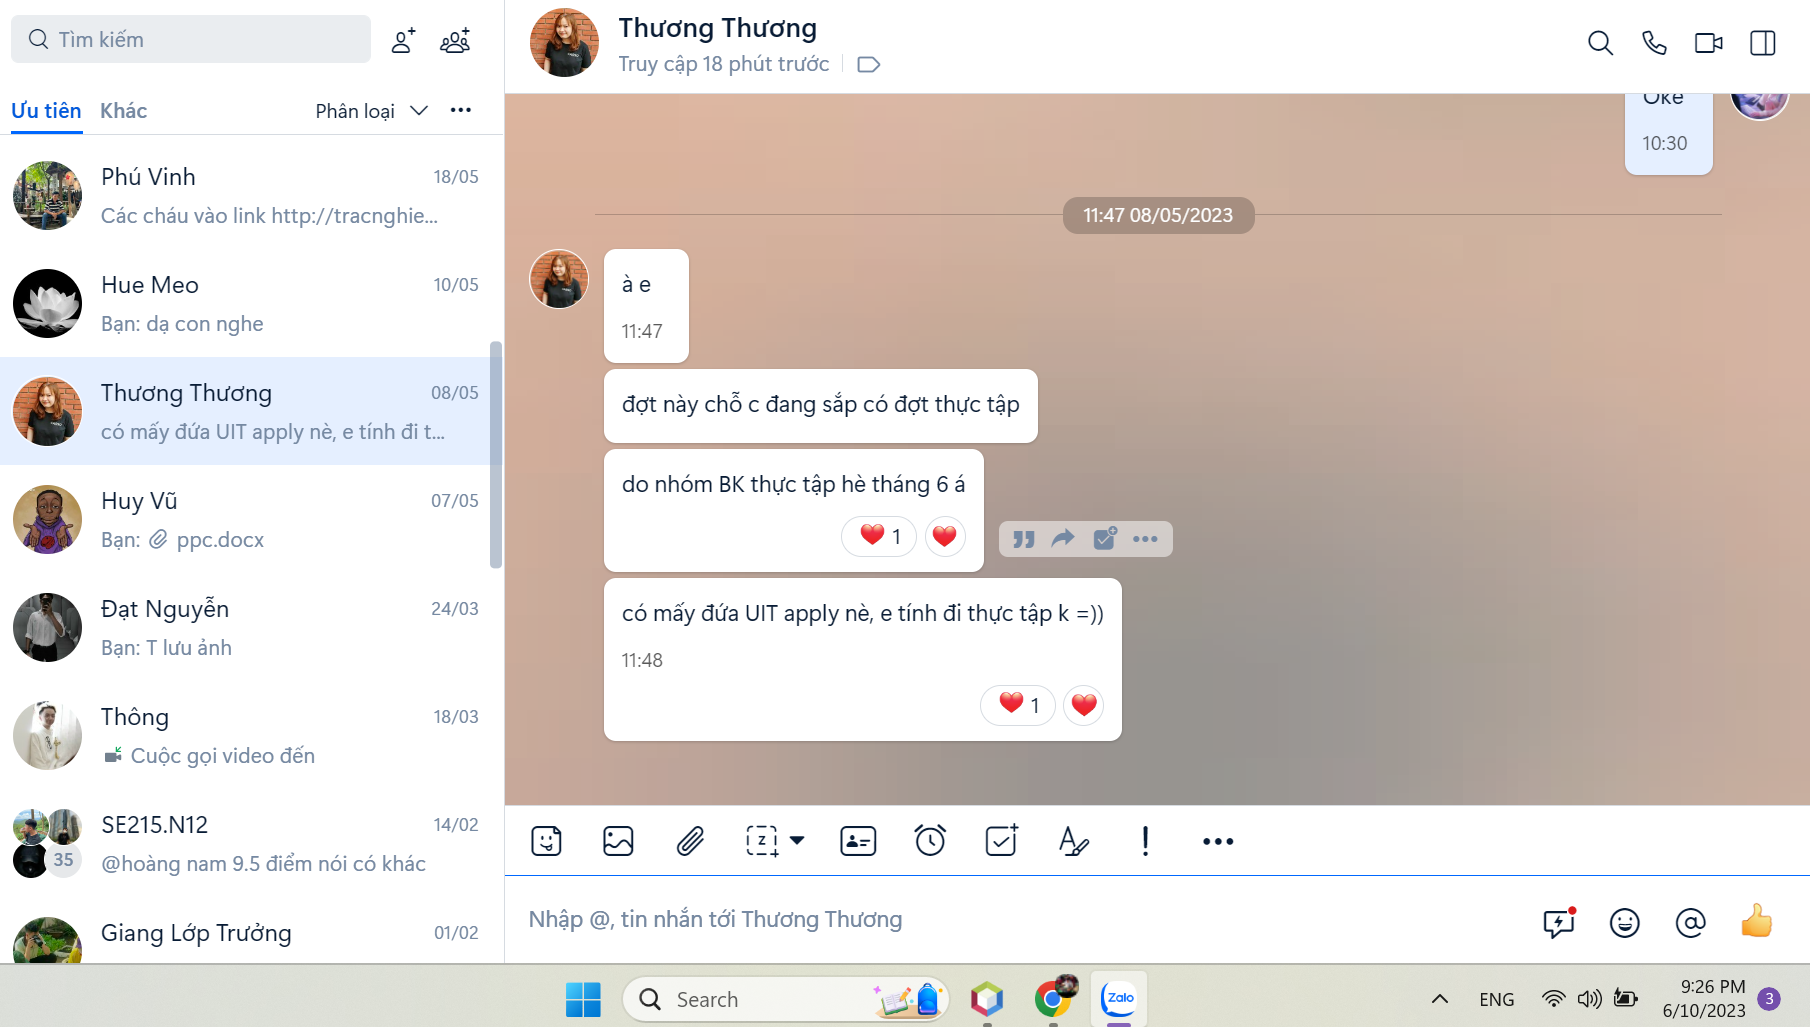 Tìm kiếm
Ưu tiên Khác Phân loại
Phú Vinh 18/05
Các cháu vào link http://tracnghie...
Hue Meo 10/05
Bạn: dạ con nghe
Thương Thương 08/05
có mấy đứa UIT apply nè, e tính đi t...
Huy Vũ 07/05
Bạn: ppc.docx
Đạt Nguyễn 24/03
Bạn: T lưu ảnh
Thông 18/03
Cuộc gọi video đến
SE215.N12 14/02
35 @hoàng nam 9.5 điểm nói có khác
Giang Lớp Trưởng 01/02
Thương Thương
Truy cập 18 phút trước
Oke
10:30
11:47 08/05/2023
à e
11:47
đợt này chỗ c đang sắp có đợt thực tập
do nhóm BK thực tập hè tháng 6 á
1
có mấy đứa UIT apply nè, e tính đi thực tập k =))
11:48
1
Nhập @, tin nhắn tới Thương Thương
Search
Zalo
ENG
9:26 PM
6/10/2023
3